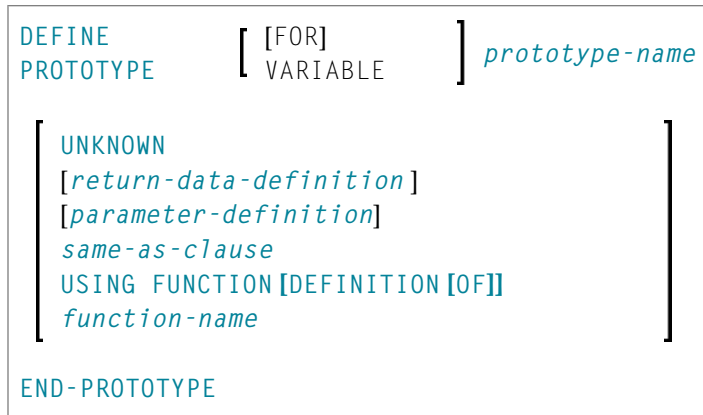 DEFINE [FOR]
PROTOTYPE VARIABLE prototype-name
UNKNOWN
[return-data-definition ]
[parameter-definition]
same-as-clause
USING FUNCTION [DEFINITION [OF]]
function-name
END-PROTOTYPE